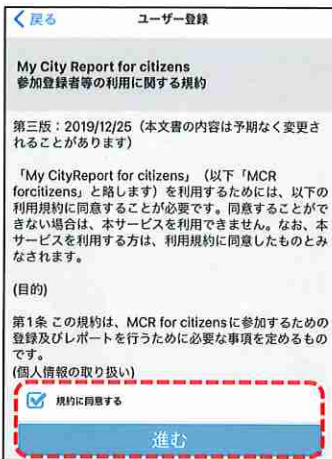 戻る ユーザー登録
My City Report for citizens
参加登録者等の利用に関する規約
第三版：2019/12/25（本文書の内容は予期なく変更さ
れることがあります）
「My CityReport for citizens」（以下「MCR
forcitizens」と略します）を利用するためには、以下の
利用規約に同意することが必要です。同意することがで
きない場合は、本サービスを利用できません。なお、本
サービスを利用する方は、利用規約に同意したものとみ
なされます。
(目的)
第1条 この規約は、MCR for citizensに参加するための
登録及びレポートを行うために必要な事項を定めるもの
です。
(個人情報の取り扱い)
規約に同意する
進む